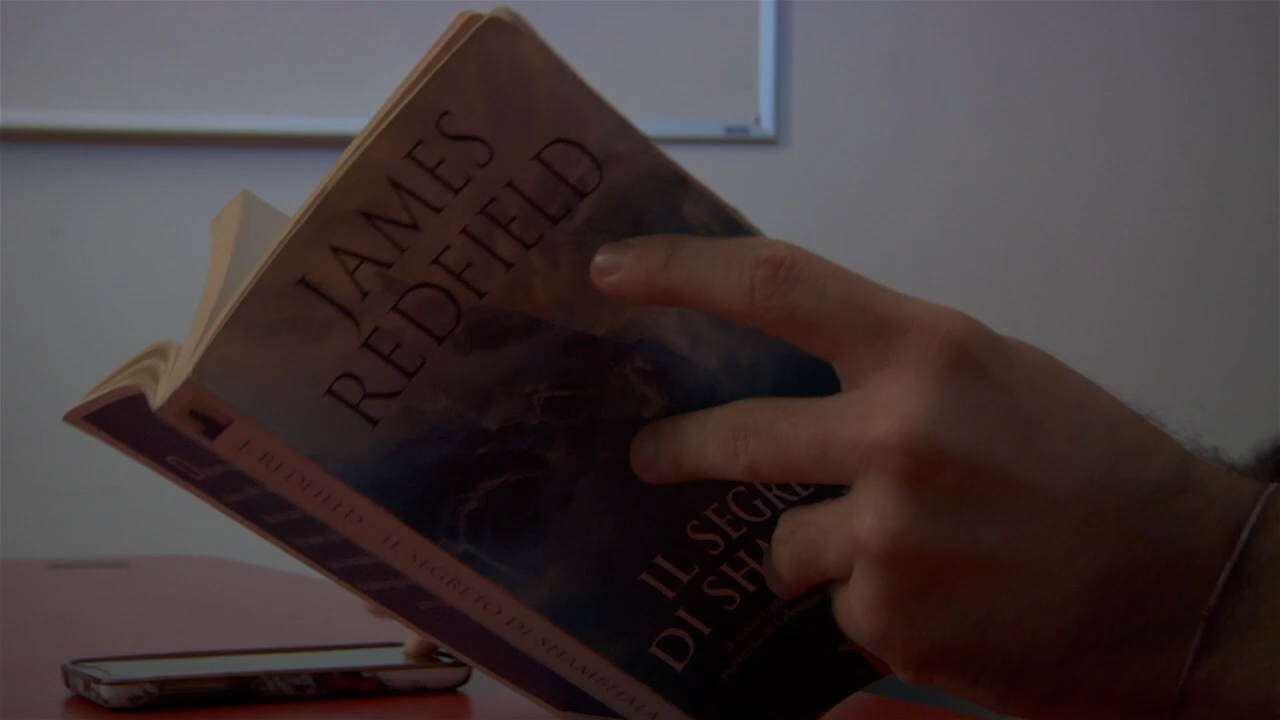 JAMES
REDFIELD
IL SEGRE
DI SHA
J. REDFIELD IL SEGRETO DI SHAMBHALA